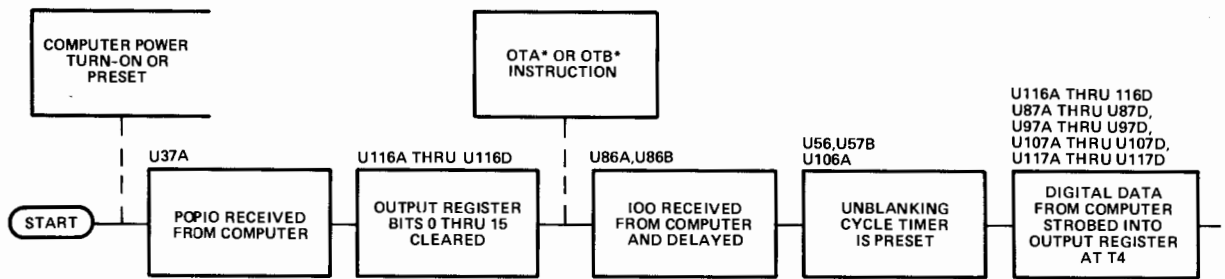 COMPUTER POWER
TURN-ON OR
PRESET
OTA* OR OTB*
INSTRUCTION
U116A THRU 116D
U87A THRU U87D,
U97A THRU U97D,
U107A THRU U107D,
U117A THRU U117D
U37A
U116A THRU U116D
U86A,U86B
U56,U57B
U106A
START
POPIO RECEIVED
FROM COMPUTER
OUTPUT REGISTER
BITS 0 THRU 15
CLEARED
IOO RECEIVED
FROM COMPUTER
AND DELAYED
UNBLANKING
CYCLE TIMER
IS PRESET
DIGITAL DATA
FROM COMPUTER
STROBED INTO
OUTPUT REGISTER
AT T4